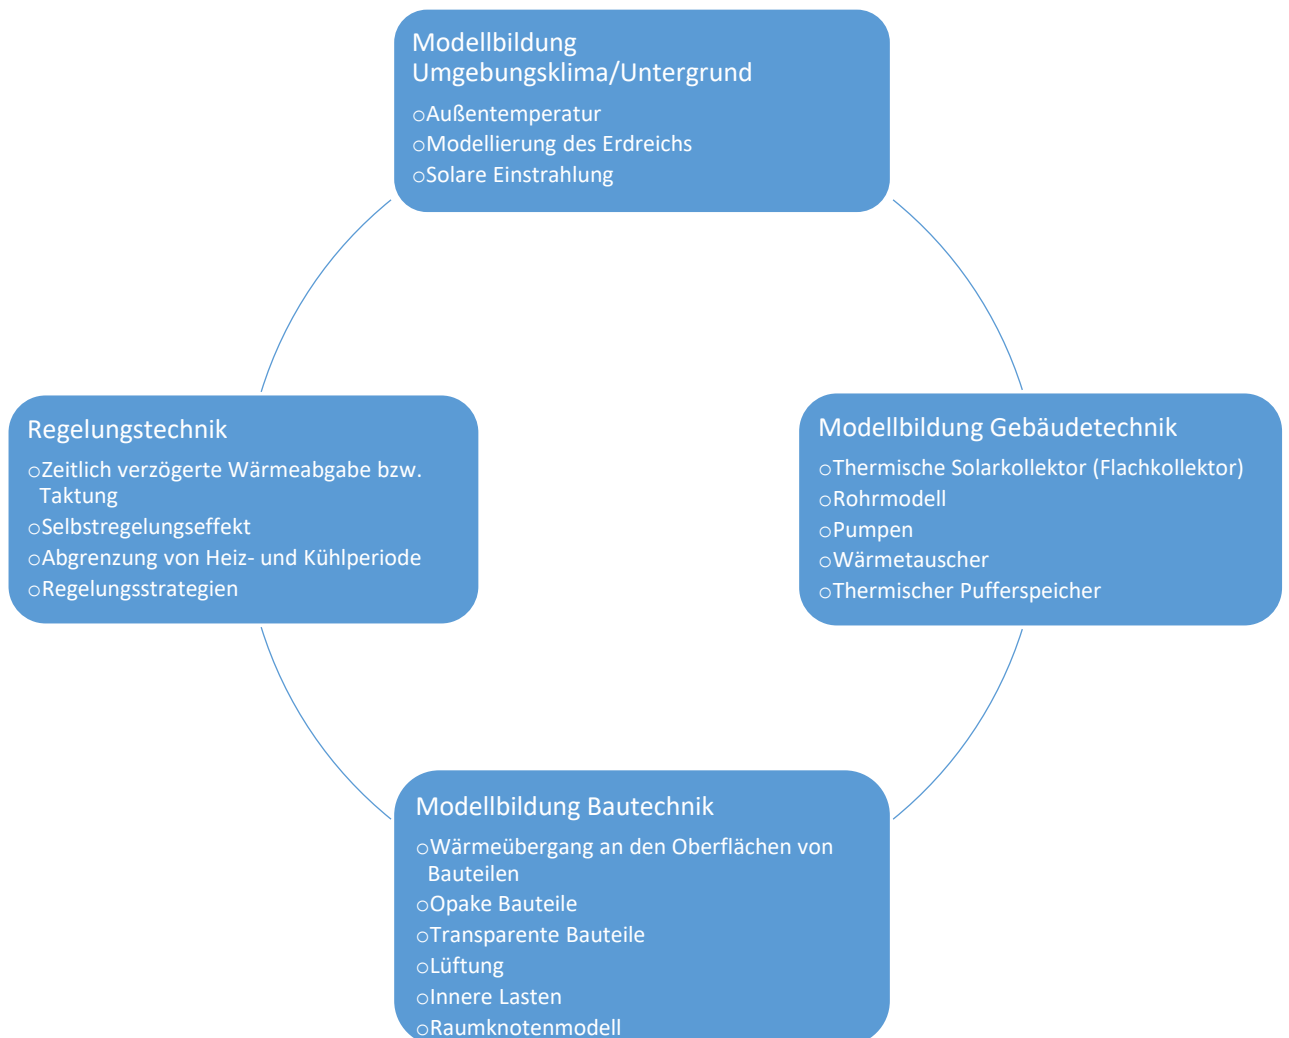 Modellbildung
Umgebungsklima/Untergrund
oAußentemperatur
oModellierung des Erdreichs
oSolare Einstrahlung
Regelungstechnik
oZeitlich verzögerte Wärmeabgabe bzw.
Taktung
oSelbstregelungseffekt
oAbgrenzung von Heiz- und Kühlperiode
oRegelungsstrategien
Modellbildung Gebäudetechnik
oThermische Solarkollektor (Flachkollektor)
oRohrmodell
oPumpen
oWärmetauscher
oThermischer Pufferspeicher
Modellbildung Bautechnik
oWärmeübergang an den Oberflächen von
Bauteilen
oOpake Bauteile
oTransparente Bauteile
oLüftung
oInnere Lasten
oRaumknotenmodell